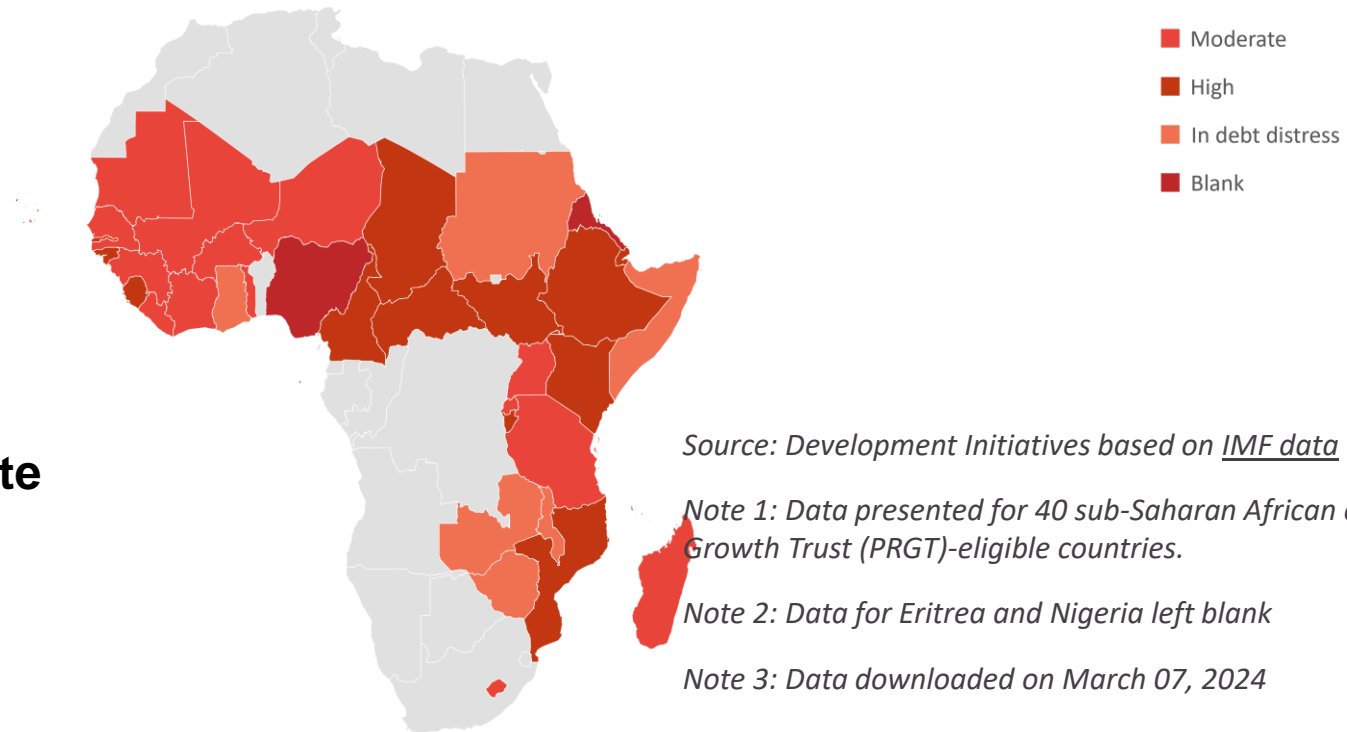 Moderate
High
In debt distress
Blank
te
Source: Development Initiatives based on IMF data
Note 1: Data presented for 40 sub-Saharan African
Growth Trust (PRGT)-eligible countries.
Note 2: Data for Eritrea and Nigeria left blank
Note 3: Data downloaded on March 07, 2024